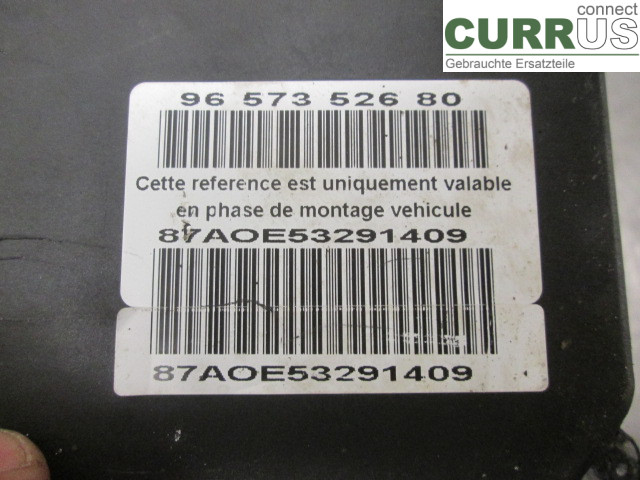 connect
CURRUS
Gebrauchte Ersatzteile
96 573 526 80
Cette reference est uniquement valable
en phase de montage vehicule
87AOE53291409
87AOE53291409